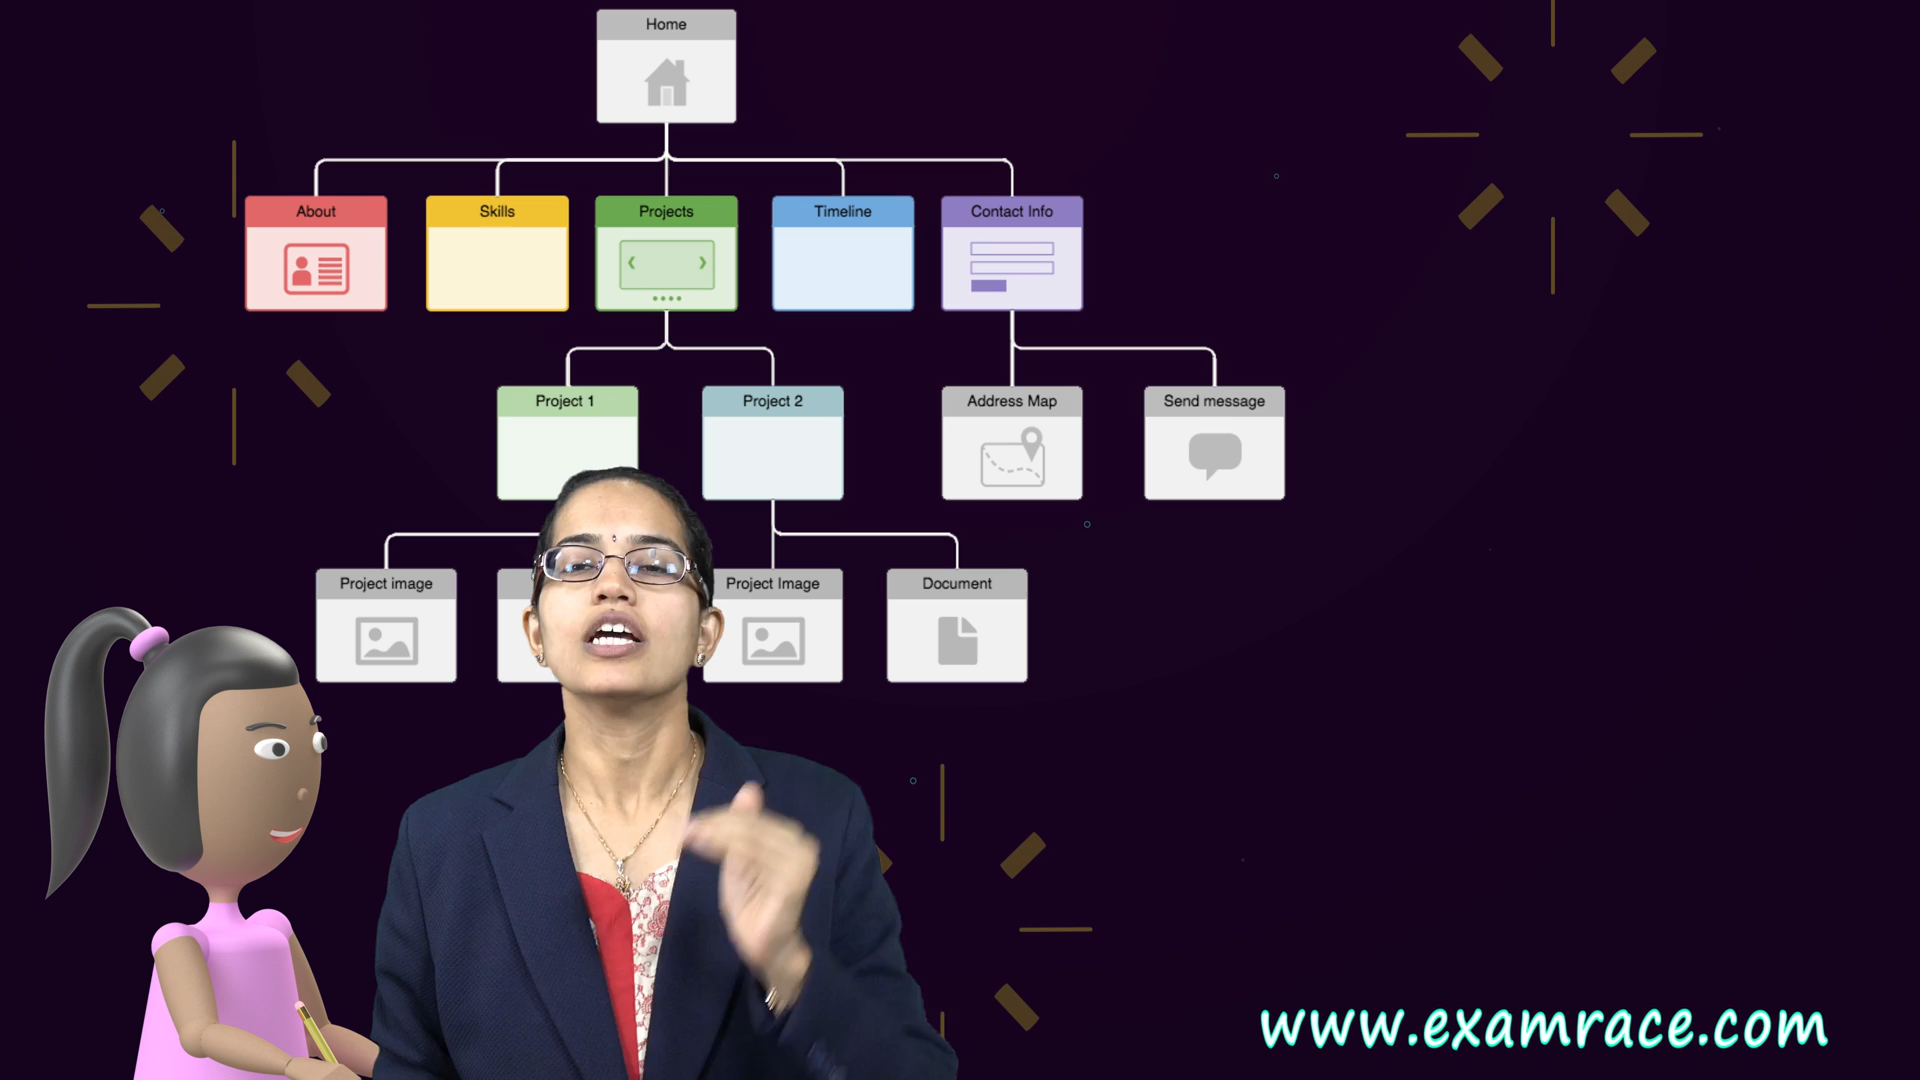 Home
About
Skills
Projects
Timeline
Contact Info
Project 1
Project 2
Address Map
Send message
Project image
Project Image
Document
www.examrace.com